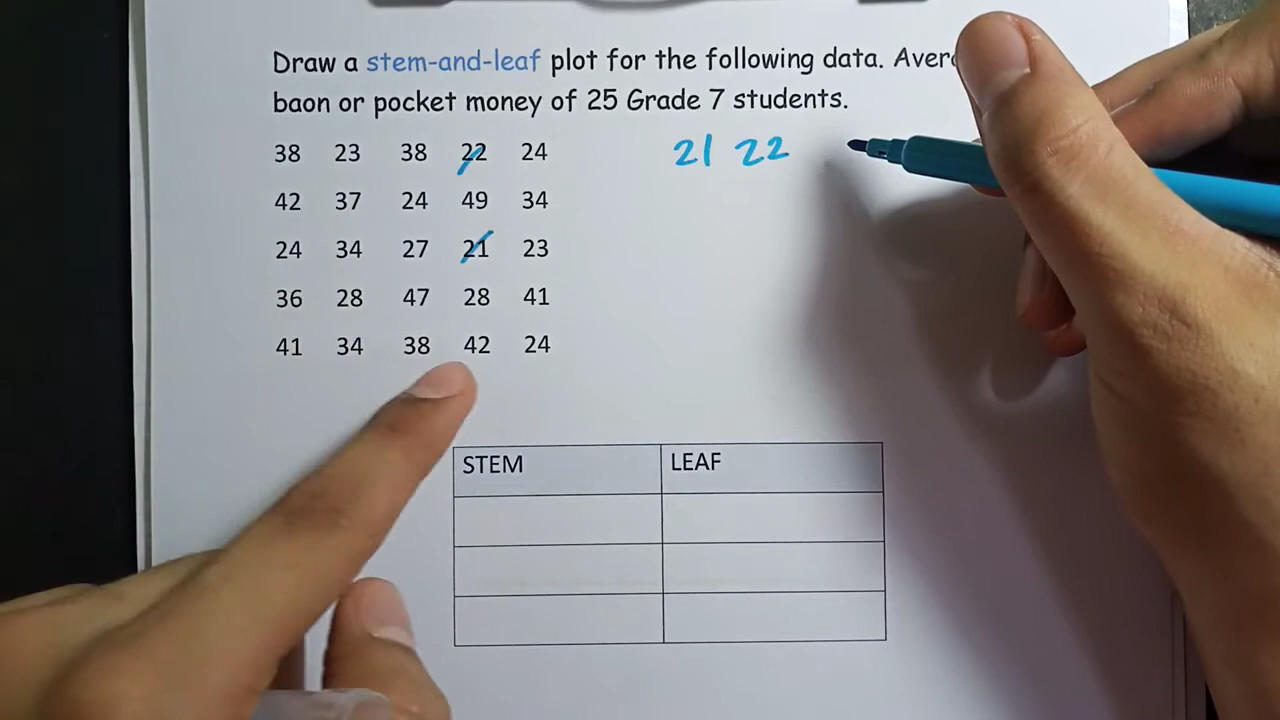 Draw a stem-and-leaf plot for the following data.
baon or pocket money of 25 Grade 7 students.
38 23 38 22 24 21 22
42 37 24 49 34
24 34 27 21 23
36 28 47 28 41
41 34 38 42 24
STEM LEAF